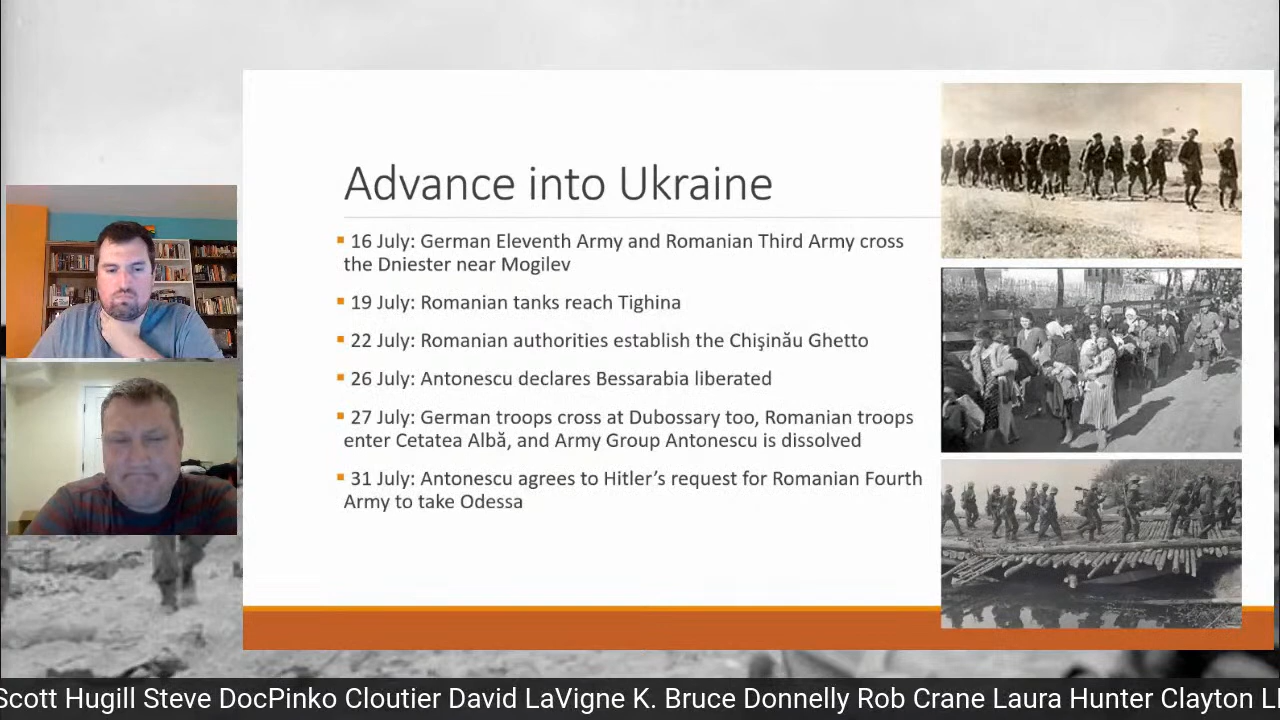 Advance into Ukraine
▪ 16 July: German Eleventh Army and Romanian Third Army cross
the Dniester near Mogilev
▪ 19 July: Romanian tanks reach Tighina
▪ 22 July: Romanian authorities establish the Chişinău Ghetto
▪ 26 July: Antonescu declares Bessarabia liberated
▪ 27 July: German troops cross at Dubossary too, Romanian troops
enter Cetatea Albă, and Army Group Antonescu is dissolved
▪ 31 July: Antonescu agrees to Hitler’s request for Romanian Fourth
Army to take Odessa
Scott Hugill Steve DocPinko Cloutier David LaVigne K. Bruce Donnelly Rob Crane Laura Hunter Clayton